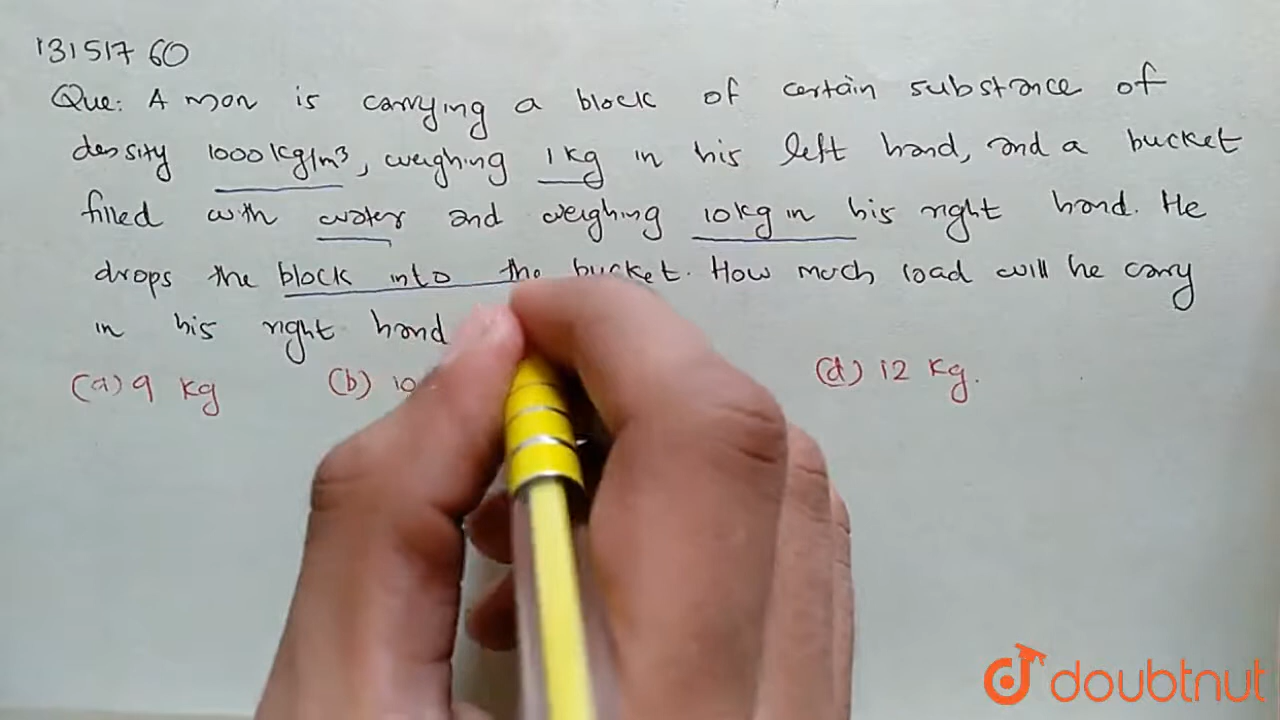 13151760
Que: A man is carrying a block of certain substance of
density 1000 kg/m³, weighing 1 kg in his left hand, and a bucket
filled with water and weighing 10 kg in his right hand. He
drops the block into the bucket. How much load will he carry
in his right hand
(a) 9 kg (b) 10 (d) 12 kg.
doubtnut